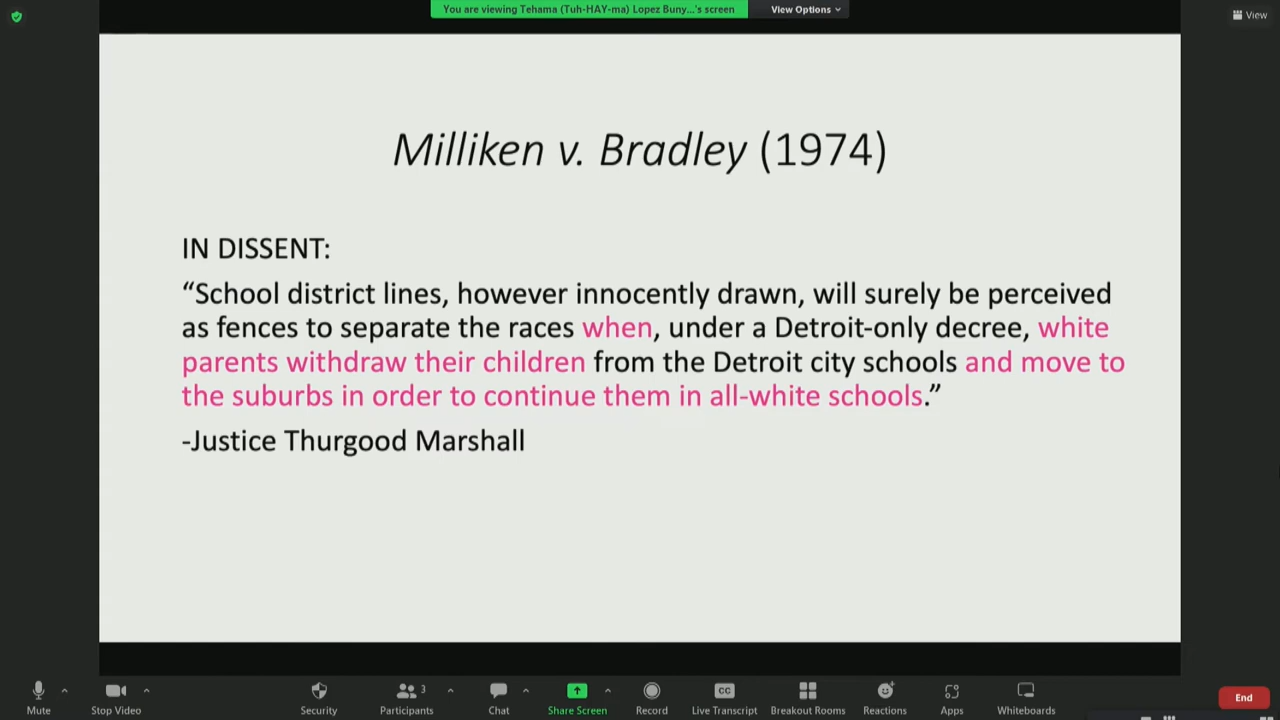 You are viewing Tehama (Tuh-HAY-ma) Lopez Buny...'s screen
View Options
View
Milliken v. Bradley (1974)
IN DISSENT:
“School district lines, however innocently drawn, will surely be perceived
as fences to separate the races when, under a Detroit-only decree, white
parents withdraw their children from the Detroit city schools and move to
the suburbs in order to continue them in all-white schools.”
-Justice Thurgood Marshall
Mute
Stop Video
Security
Participants
3
Chat
Share Screen
Record
CC
Live Transcript
Breakout Rooms
Reactions
Apps
Whiteboards
End